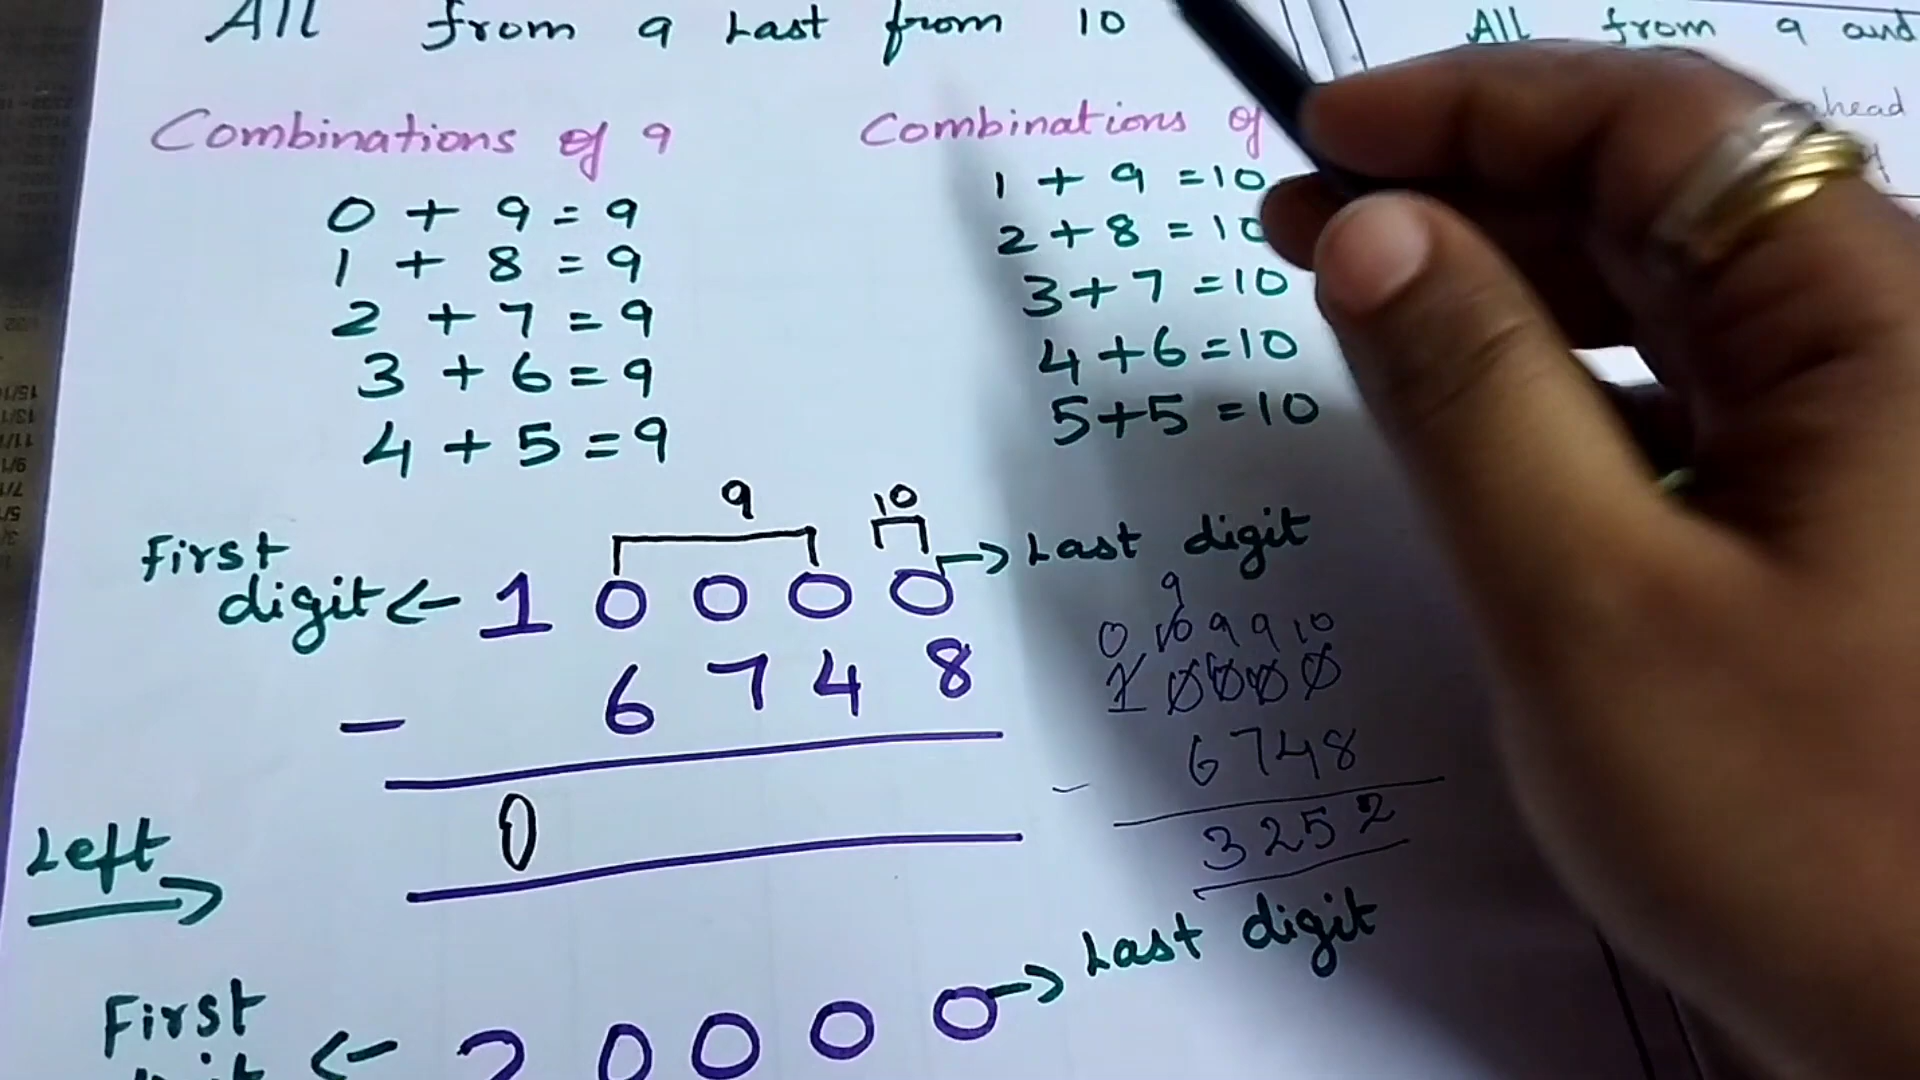 All from 9 Last from 10
All from 9 and
ahead
Combinations of 9
0 + 9 = 9
1 + 8 = 9
2 + 7 = 9
3 + 6 = 9
4 + 5 = 9
Combinations of
1 + 9 = 10
2 + 8 = 10
3 + 7 = 10
4 + 6 = 10
5 + 5 = 10
9 10
First
digit ← 1 0 0 0 0 → Last digit
- 6 7 4 8
0
9
0 10 9 9 10
1 0 0 0 0
- 6 7 4 8
3 2 5 2
Left
→
First
← 2 0 0 0 0 → Last digit